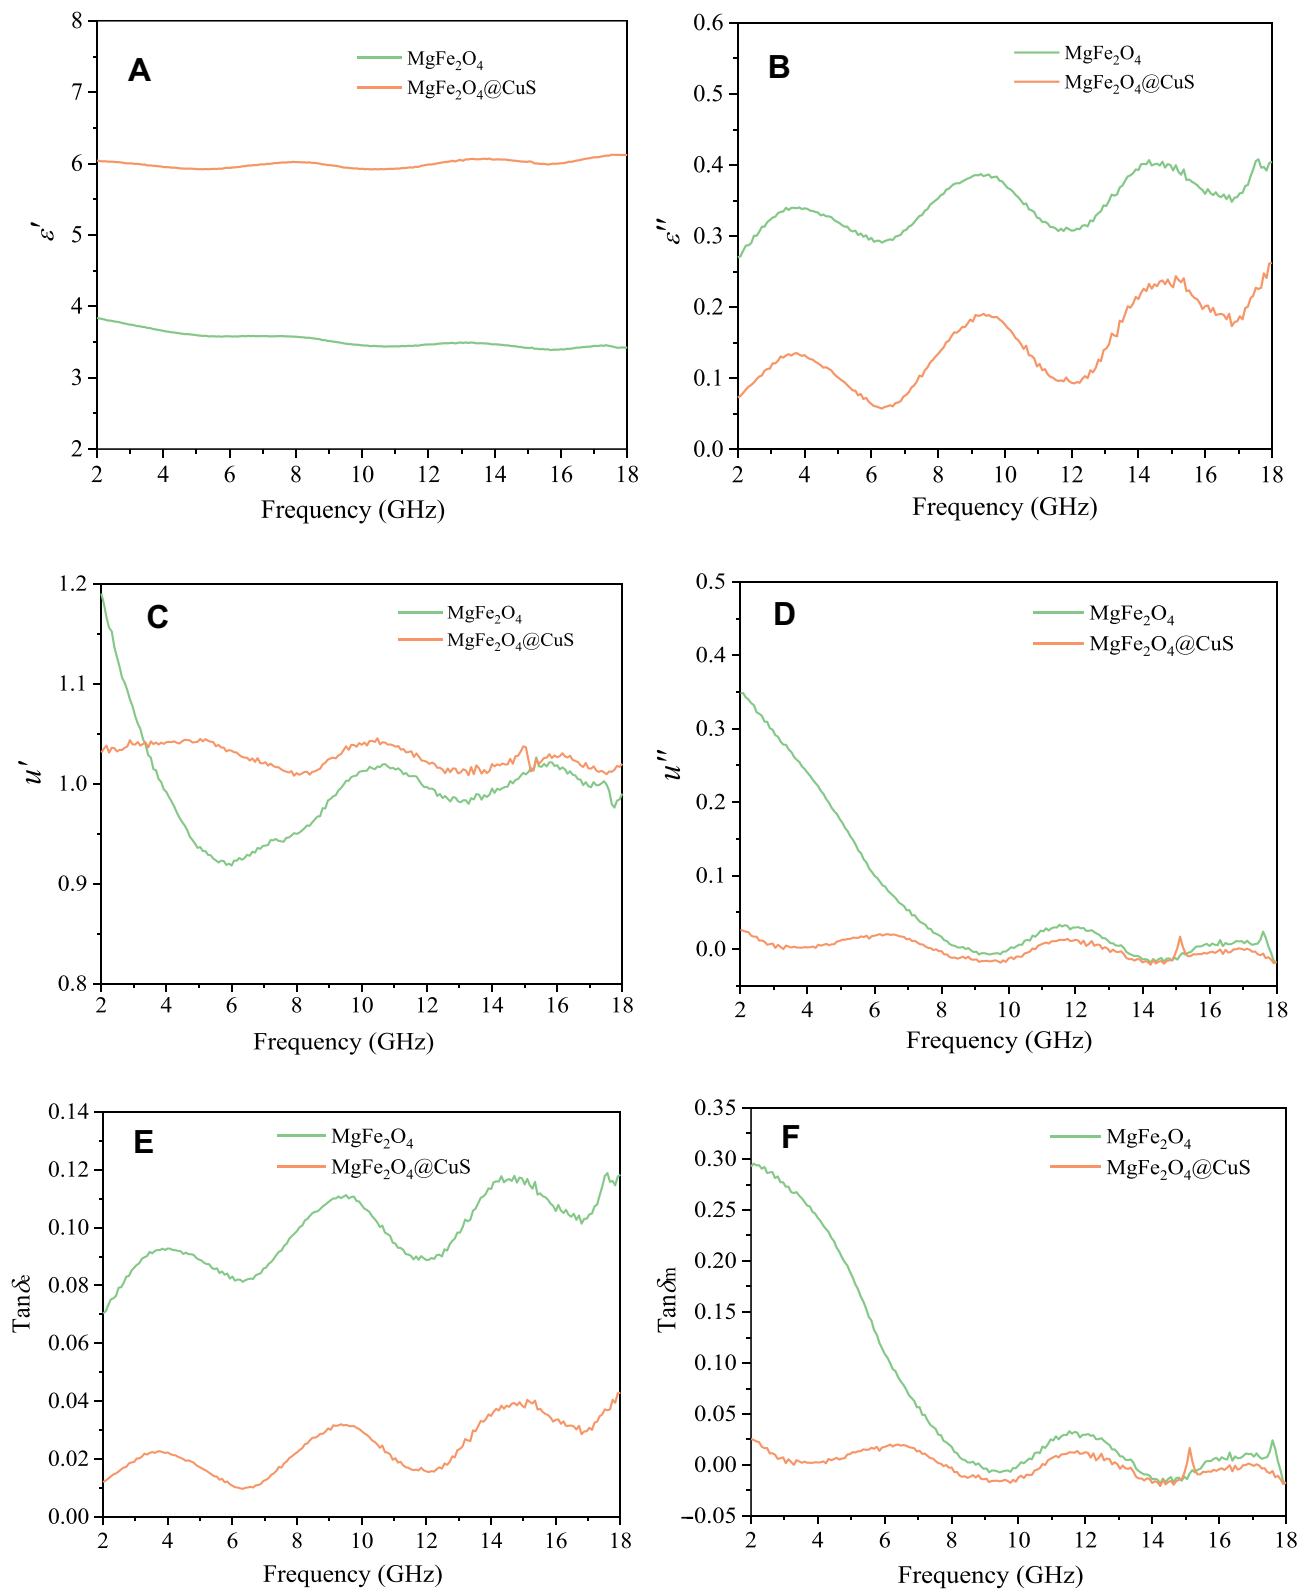 A
MgFe₂O₄
MgFe₂O₄@CuS
8
7
6
5
4
3
2
ε′
2 4 6 8 10 12 14 16 18
Frequency (GHz)
B
MgFe₂O₄
MgFe₂O₄@CuS
0.6
0.5
0.4
0.3
0.2
0.1
0.0
ε″
2 4 6 8 10 12 14 16 18
Frequency (GHz)
C
MgFe₂O₄
MgFe₂O₄@CuS
1.2
1.1
1.0
0.9
0.8
u′
2 4 6 8 10 12 14 16 18
Frequency (GHz)
D
MgFe₂O₄
MgFe₂O₄@CuS
0.5
0.4
0.3
0.2
0.1
0.0
u″
2 4 6 8 10 12 14 16 18
Frequency (GHz)
E
MgFe₂O₄
MgFe₂O₄@CuS
0.14
0.12
0.10
0.08
0.06
0.04
0.02
0.00
Tanδe
2 4 6 8 10 12 14 16 18
Frequency (GHz)
F
MgFe₂O₄
MgFe₂O₄@CuS
0.35
0.30
0.25
0.20
0.15
0.10
0.05
0.00
−0.05
Tanδm
2 4 6 8 10 12 14 16 18
Frequency (GHz)